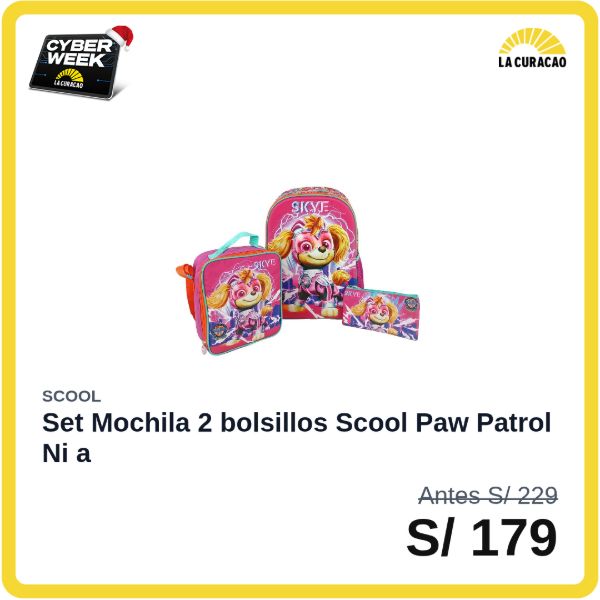 CYBER
WEEK
LA CURACAO
LA CURACAO
SKYE
SKYE
SKYE
SCOOL
Set Mochila 2 bolsillos Scool Paw Patrol
Ni a
Antes S/ 229
S/ 179